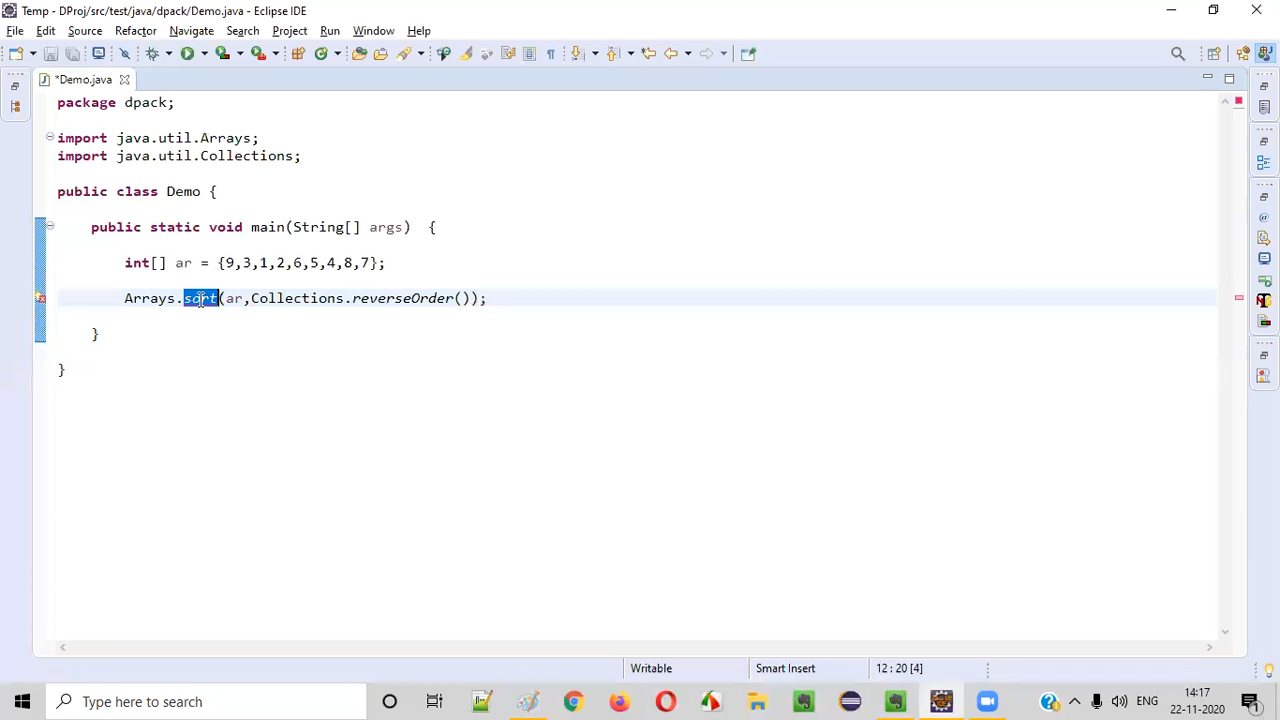 Temp - DProj/src/test/java/dpack/Demo.java - Eclipse IDE
File Edit Source Refactor Navigate Search Project Run Window Help
*Demo.java
package dpack;
import java.util.Arrays;
import java.util.Collections;
public class Demo {
public static void main(String[] args) {
int[] ar = {9,3,1,2,6,5,4,8,7};
Arrays.sort(ar,Collections.reverseOrder());
}
}
Writable Smart Insert 12 : 20 [4]
Type here to search
ENG
14:17
22-11-2020